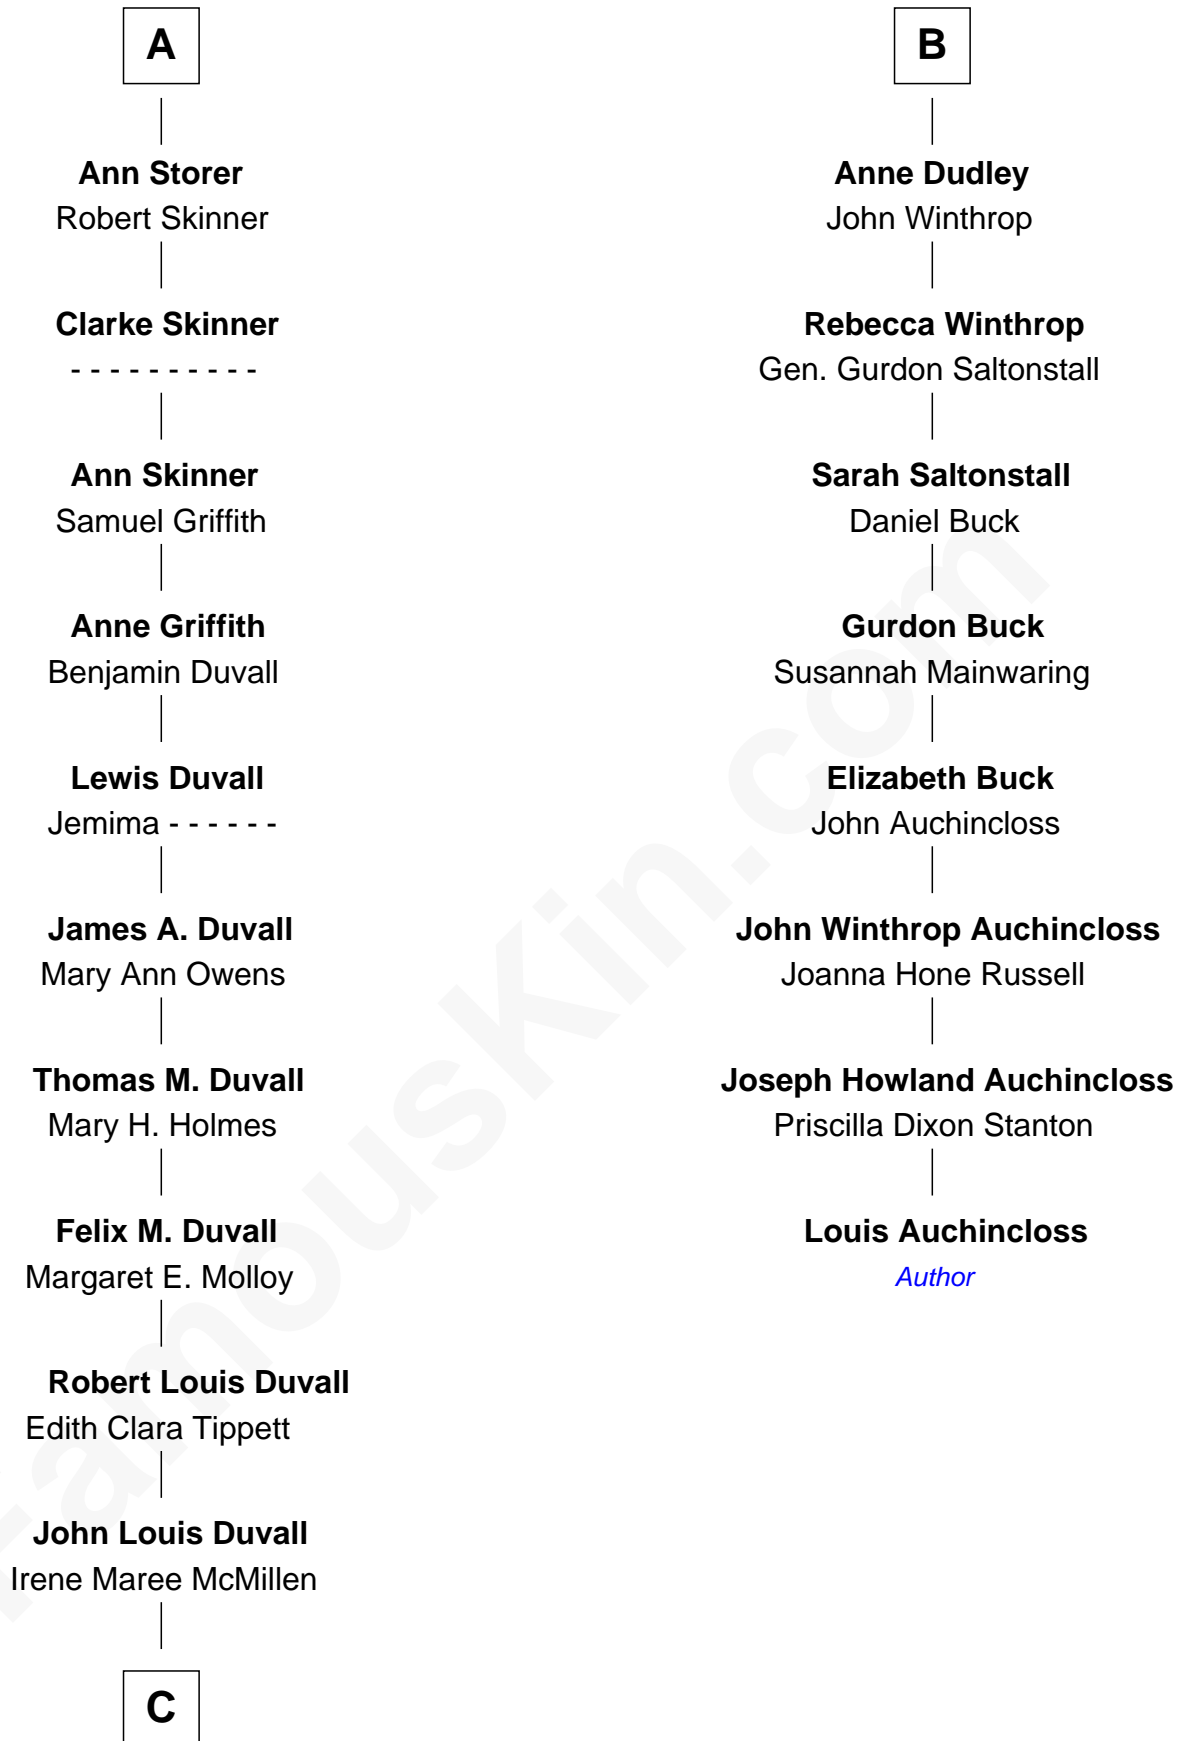 A
Ann Storer
Robert Skinner
Clarke Skinner
- - - - - - - - - -
Ann Skinner
Samuel Griffith
Anne Griffith
Benjamin Duvall
Lewis Duvall
Jemima - - - - - -
James A. Duvall
Mary Ann Owens
Thomas M. Duvall
Mary H. Holmes
Felix M. Duvall
Margaret E. Molloy
Robert Louis Duvall
Edith Clara Tippett
John Louis Duvall
Irene Maree McMillen
C
B
Anne Dudley
John Winthrop
Rebecca Winthrop
Gen. Gurdon Saltonstall
Sarah Saltonstall
Daniel Buck
Gurdon Buck
Susannah Mainwaring
Elizabeth Buck
John Auchincloss
John Winthrop Auchincloss
Joanna Hone Russell
Joseph Howland Auchincloss
Priscilla Dixon Stanton
Louis Auchincloss
Author
FamousKin.com